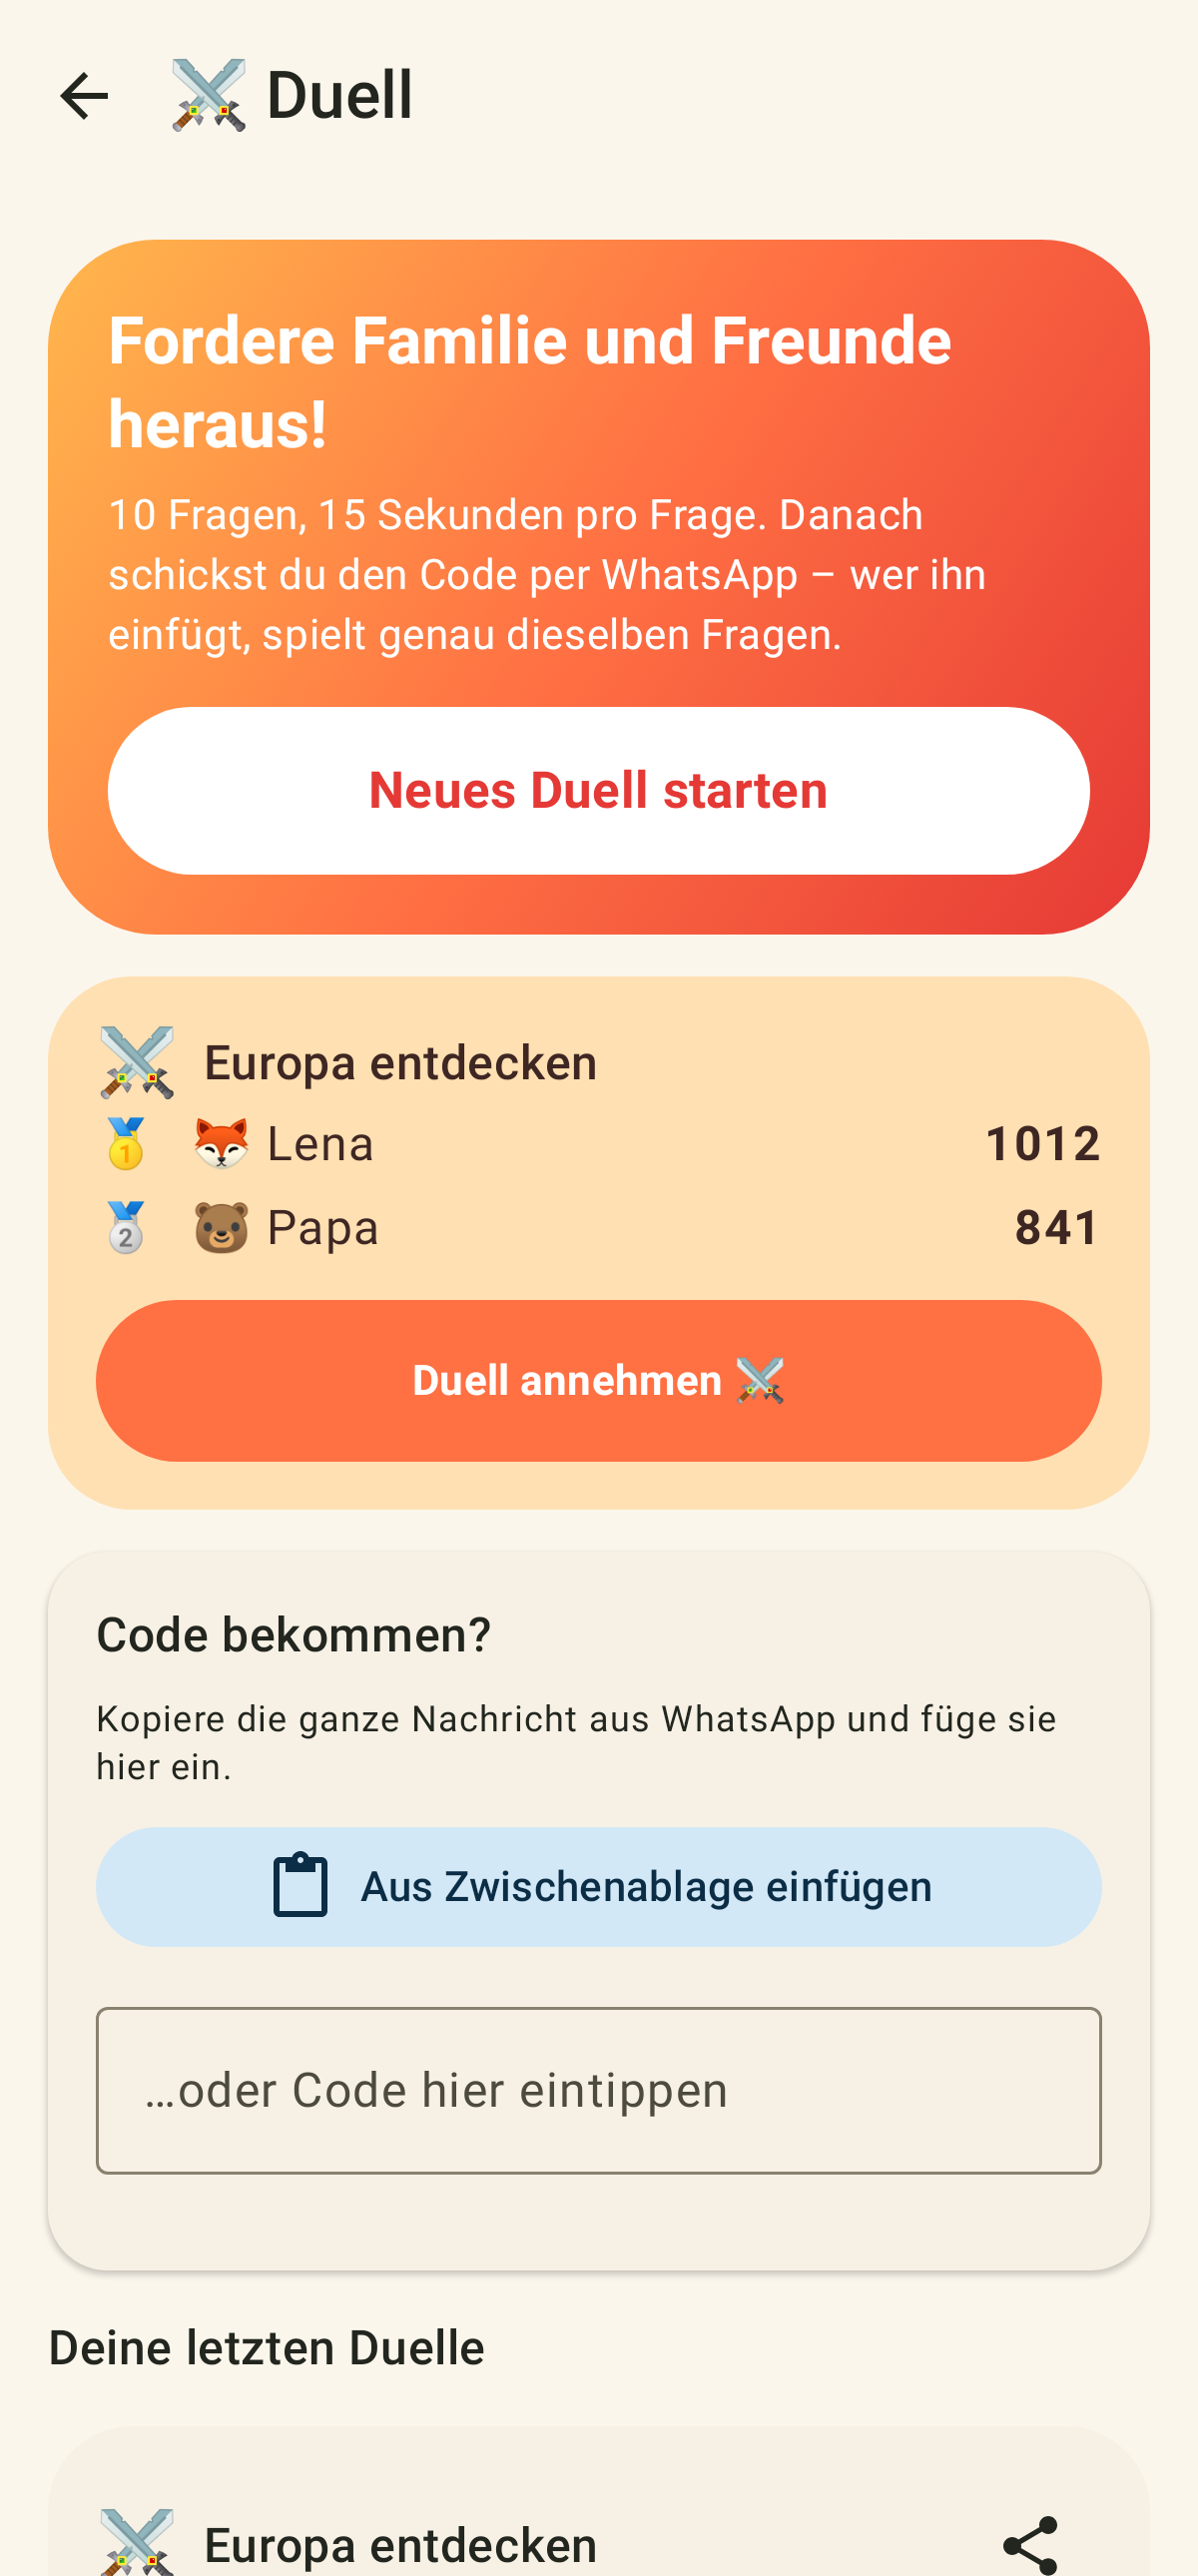 Duell
Fordere Familie und Freunde
heraus!
10 Fragen, 15 Sekunden pro Frage. Danach
schickst du den Code per WhatsApp – wer ihn
einfügt, spielt genau dieselben Fragen.
Neues Duell starten
Europa entdecken
1 Lena 1012
2 Papa 841
Duell annehmen
Code bekommen?
Kopiere die ganze Nachricht aus WhatsApp und füge sie
hier ein.
Aus Zwischenablage einfügen
…oder Code hier eintippen
Deine letzten Duelle
Europa entdecken